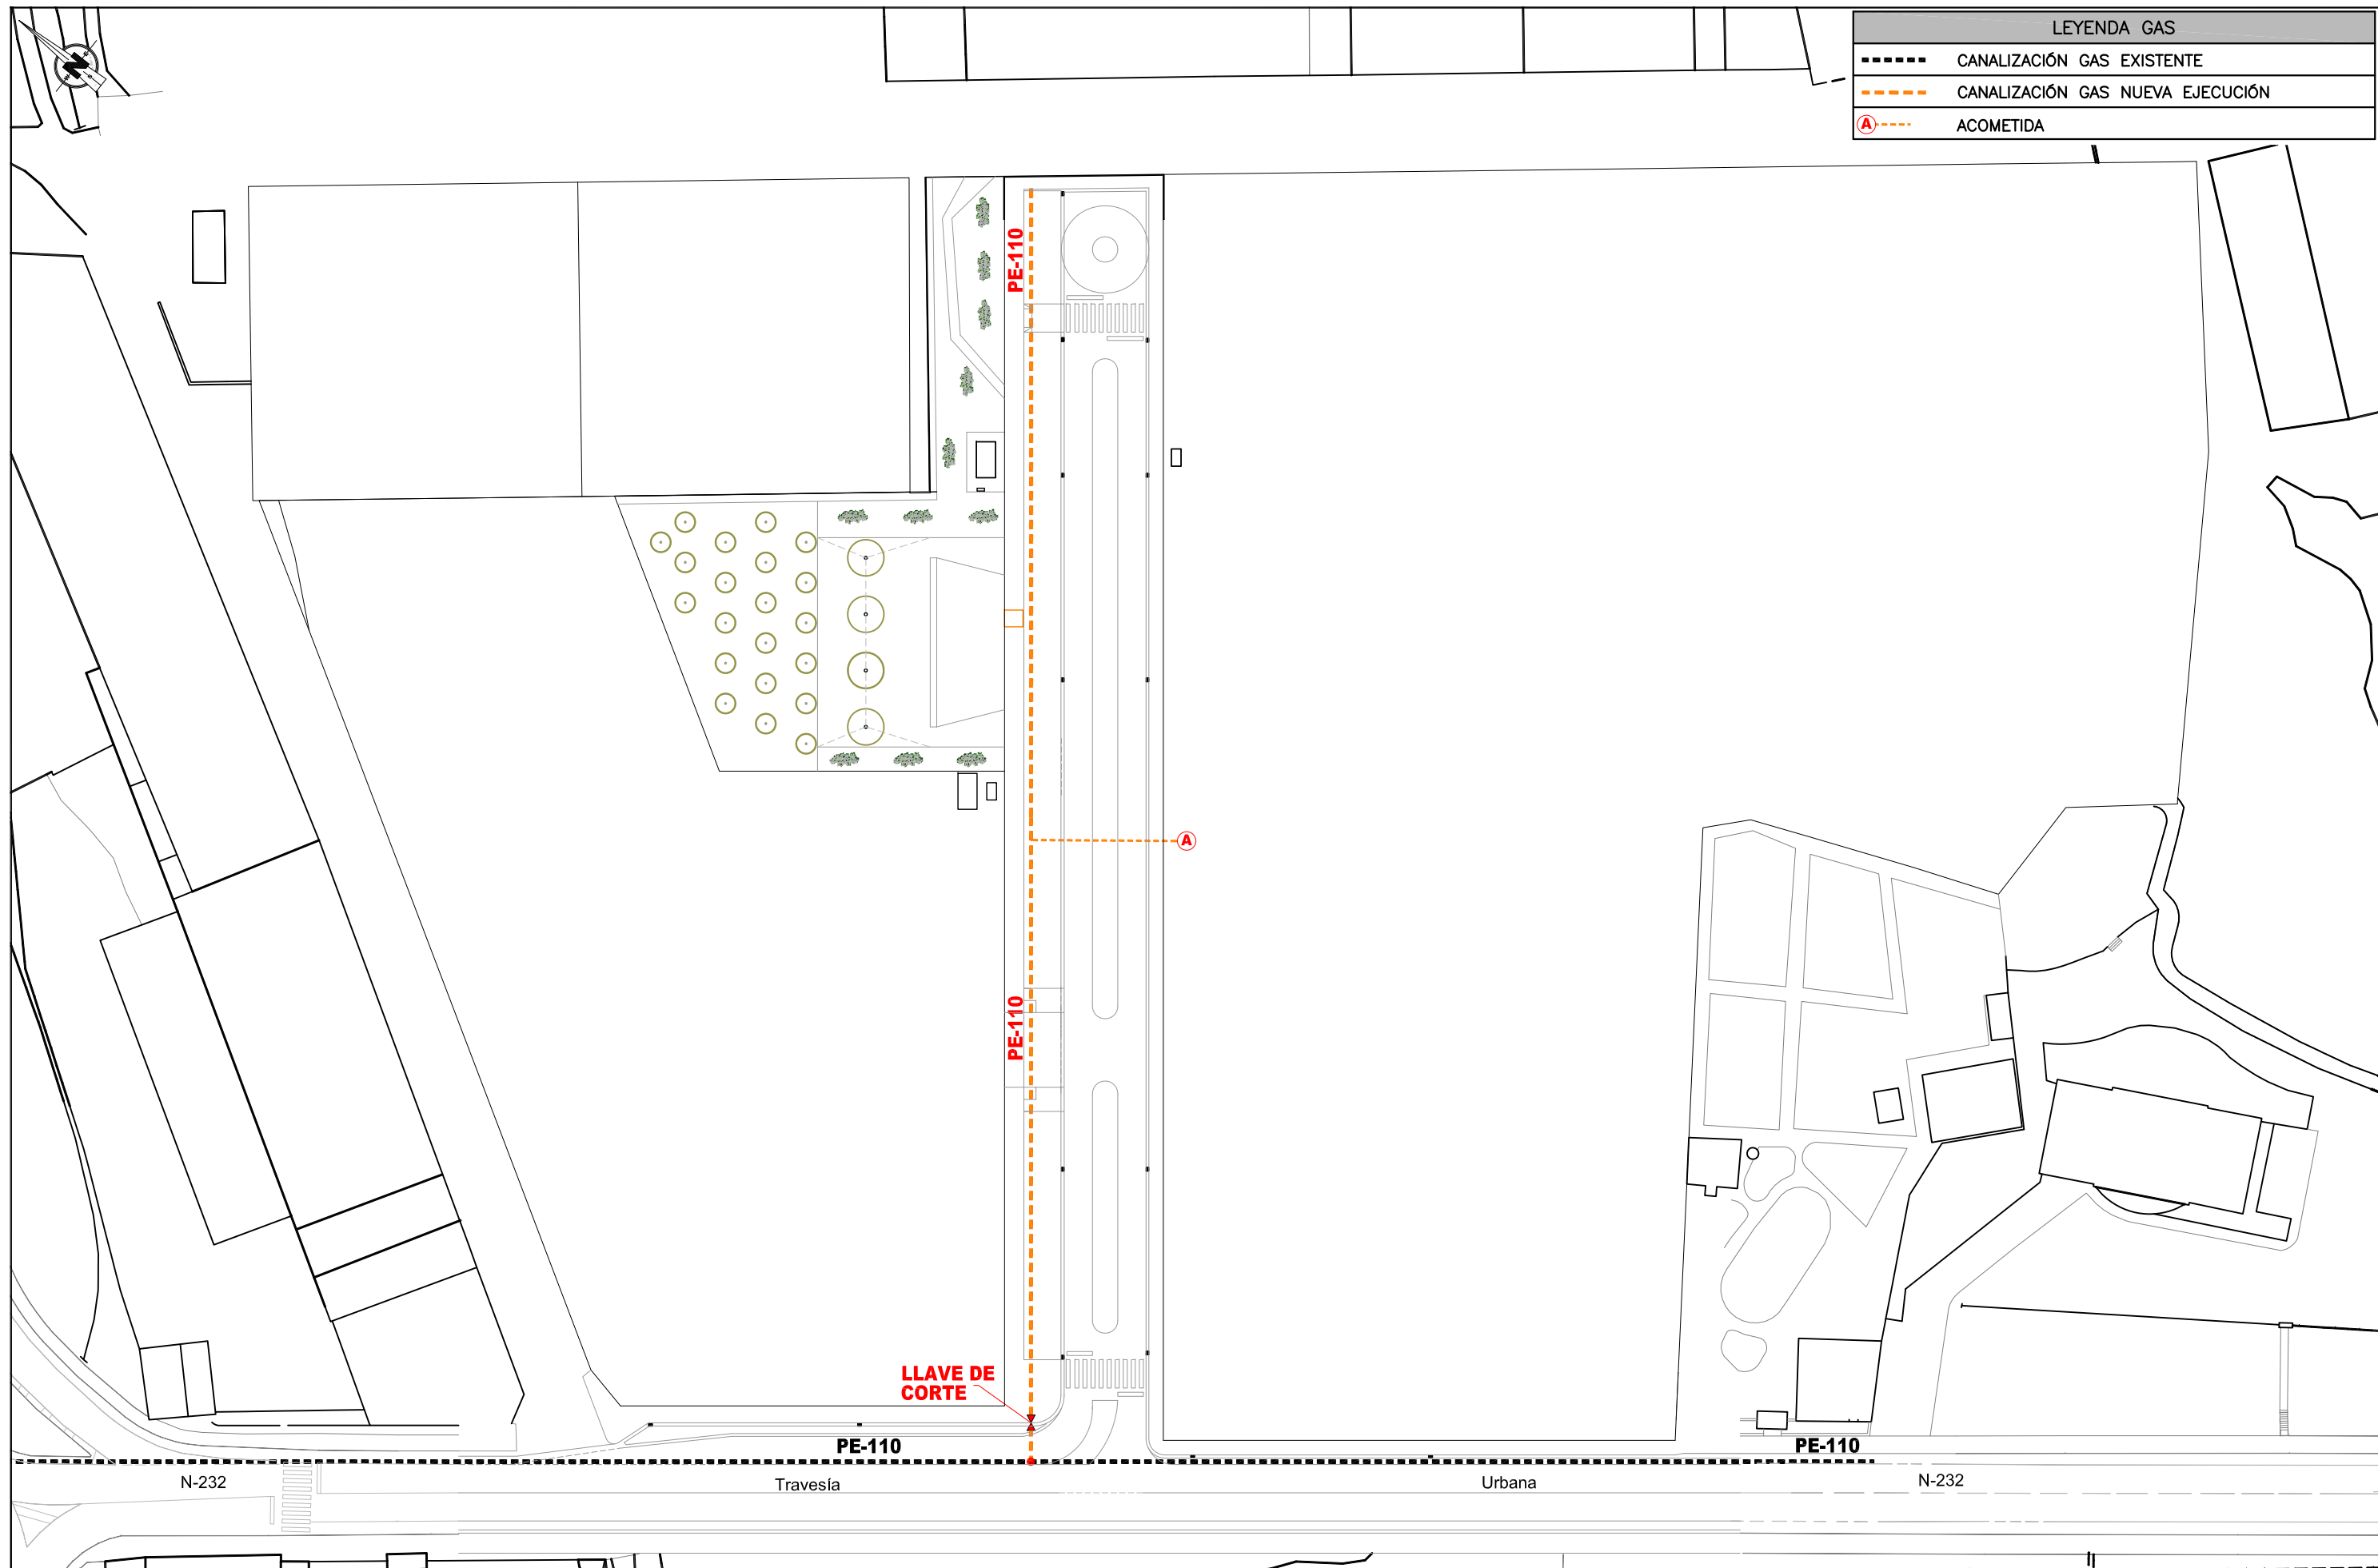 N
LEYENDA GAS
CANALIZACIÓN GAS EXISTENTE
CANALIZACIÓN GAS NUEVA EJECUCIÓN
A
ACOMETIDA
PE-110
A
PE-110
LLAVE DE
CORTE
PE-110
PE-110
N-232
Travesía
Urbana
N-232